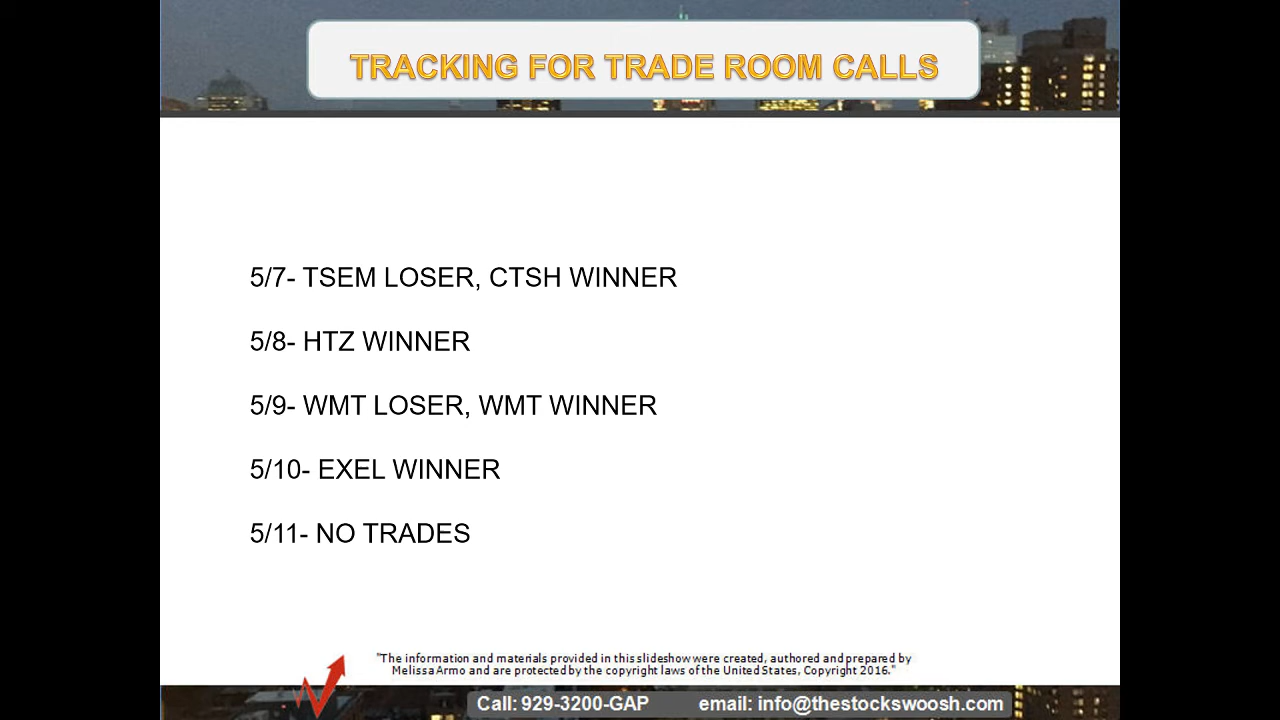 TRACKING FOR TRADE ROOM CALLS
5/7- TSEM LOSER, CTSH WINNER
5/8- HTZ WINNER
5/9- WMT LOSER, WMT WINNER
5/10- EXEL WINNER
5/11- NO TRADES
"The information and materials provided in this slideshow were created, authored and prepared by
Melissa Armo and are protected by the copyright laws of the United States, Copyright 2016."
Call: 929-3200-GAP email: info@thestockswoosh.com